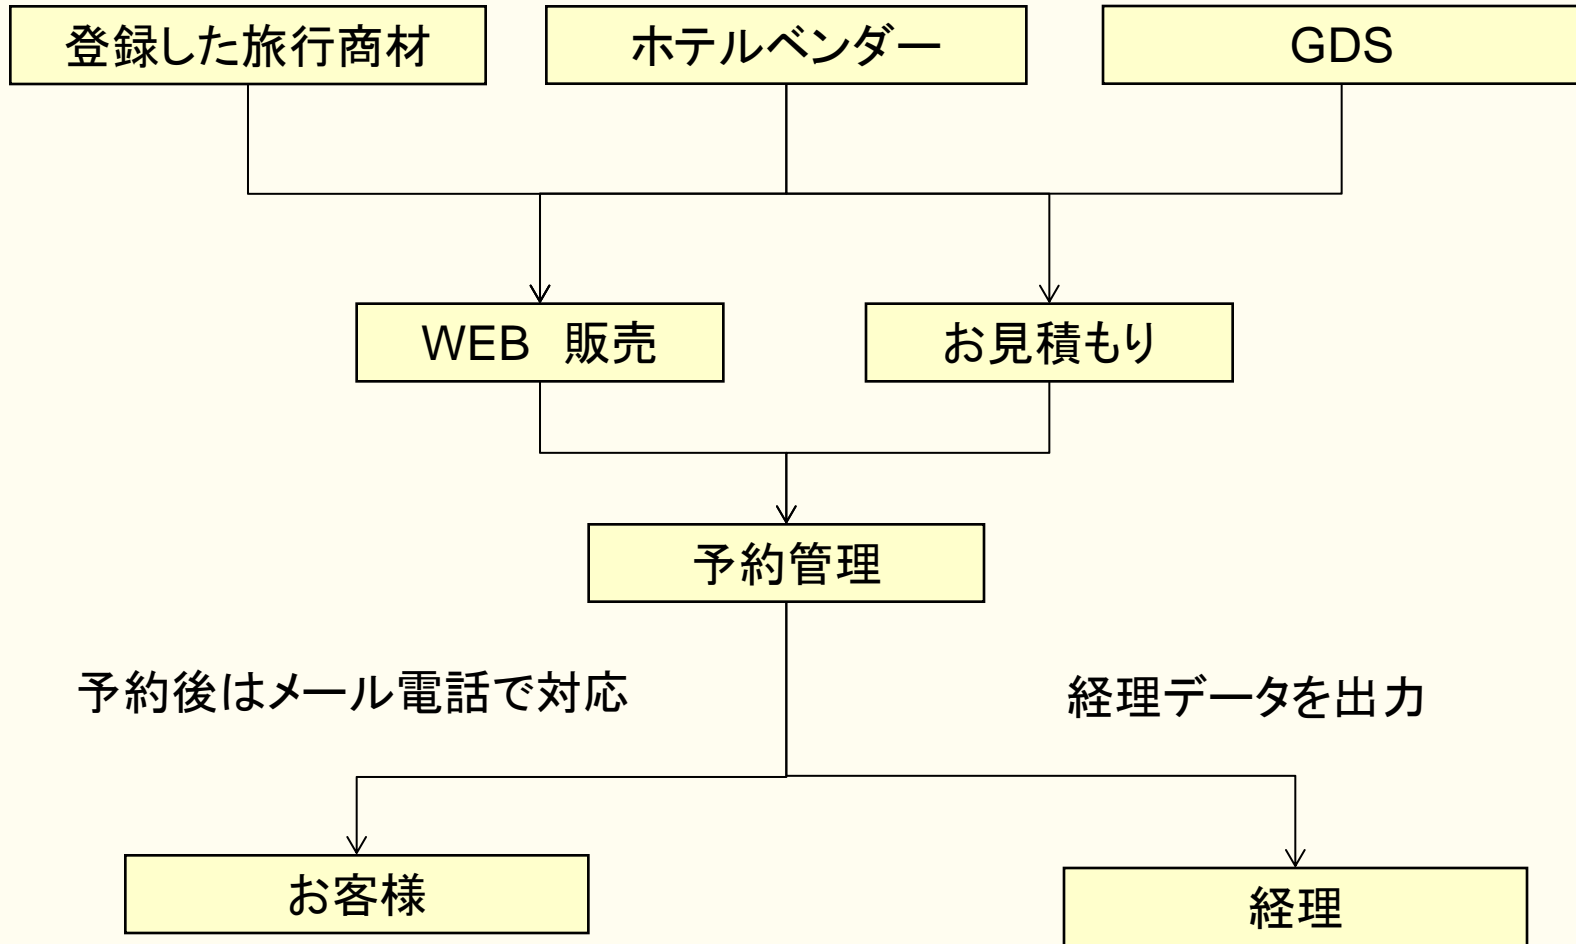 登録した旅行商材
ホテルベンダー
GDS
WEB　販売
お見積もり
予約管理
予約後はメール電話で対応
経理データを出力
お客様
経理